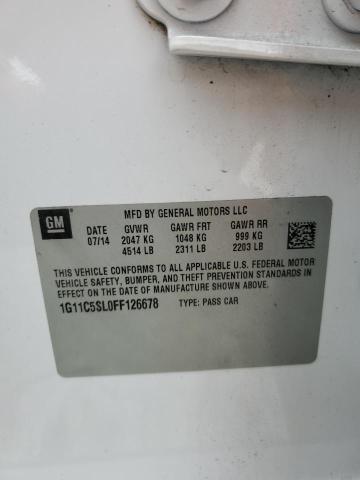 GM
MFD BY GENERAL MOTORS LLC
DATE GVWR GAWR FRT GAWR RR
07/14 2047 KG 1048 KG 999 KG
4514 LB 2311 LB 2203 LB
THIS VEHICLE CONFORMS TO ALL APPLICABLE U.S. FEDERAL MOTOR
VEHICLE SAFETY, BUMPER, AND THEFT PREVENTION STANDARDS IN
EFFECT ON THE DATE OF MANUFACTURE SHOWN ABOVE.
1G11C5SL0FF126678 TYPE: PASS CAR